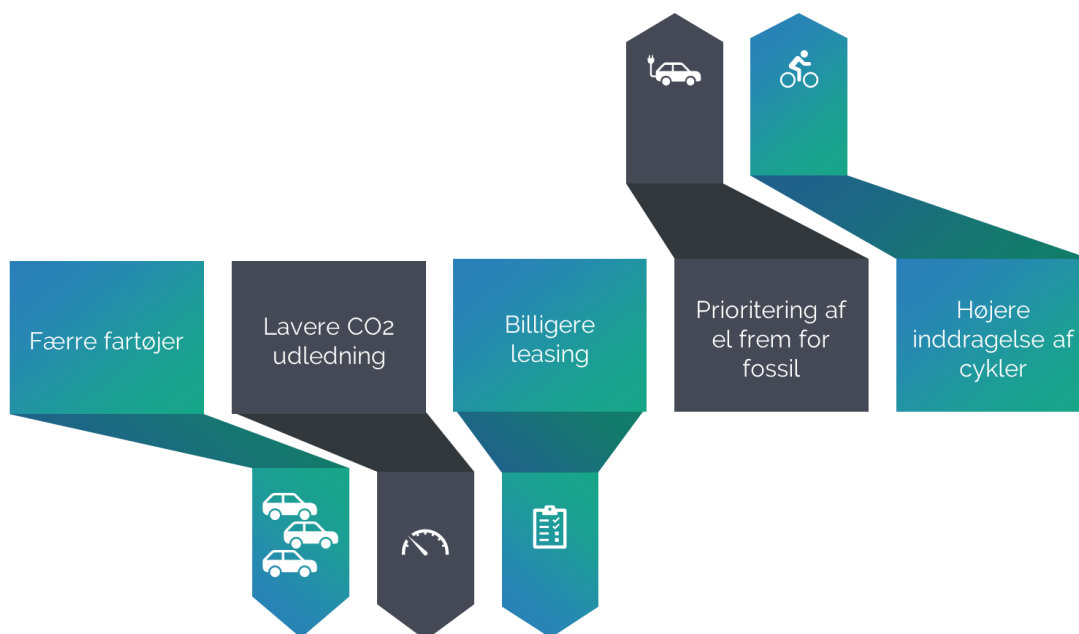 Færre fartøjer
Lavere CO2
udledning
Billigere
leasing
Prioritering af
el frem for
fossil
Højere
inddragelse af
cykler